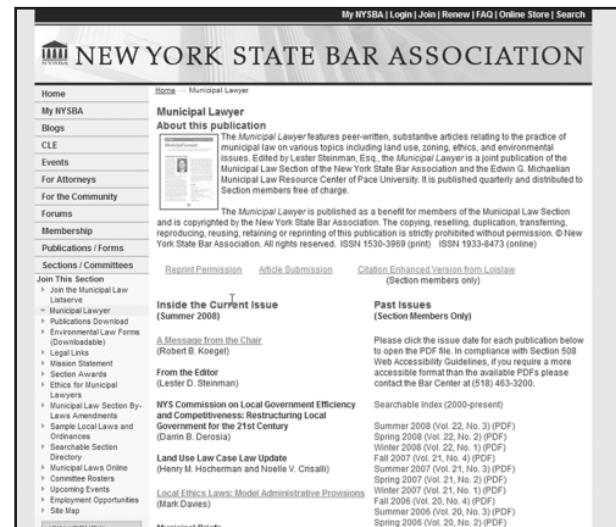 My NYSBA | Login | Join | Renew | FAQ | Online Store | Search
NYSBA
NEW YORK STATE BAR ASSOCIATION
Home
My NYSBA
Blogs
CLE
Events
For Attorneys
For the Community
Forums
Membership
Publications / Forms
Sections / Committees
Join This Section
Join the Municipal Law
Listserve
Municipal Lawyer
Publications Download
Environmental Law Forms
(Downloadable)
Legal Links
Mission Statement
Section Awards
Ethics for Municipal
Lawyers
Municipal Law Section By-
Laws Amendments
Sample Local Laws and
Ordinances
Searchable Section
Directory
Municipal Laws Online
Committee Rosters
Upcoming Events
Employment Opportunities
Site Map
Home → Municipal Lawyer
Municipal Lawyer
About this publication
The Municipal Lawyer features peer-written, substantive articles relating to the practice of
municipal law on various topics including land use, zoning, ethics, and environmental
issues. Edited by Lester Steinman, Esq., the Municipal Lawyer is a joint publication of the
Municipal Law Section of the New York State Bar Association and the Edwin G. Michaelian
Municipal Law Resource Center of Pace University. It is published quarterly and distributed to
Section members free of charge.
The Municipal Lawyer is published as a benefit for members of the Municipal Law Section
and is copyrighted by the New York State Bar Association. The copying, reselling, duplication, transferring,
reproducing, reusing, retaining or reprinting of this publication is strictly prohibited without permission. © New
York State Bar Association. All rights reserved. ISSN 1530-3969 (print) ISSN 1933-8473 (online)
Reprint Permission Article Submission Citation Enhanced Version from Loislaw
(Section members only)
Inside the Current Issue
(Summer 2008)
A Message from the Chair
(Robert B. Koegel)
From the Editor
(Lester D. Steinman)
NYS Commission on Local Government Efficiency
and Competitiveness: Restructuring Local
Government for the 21st Century
(Darrin B. Derosia)
Land Use Law Case Law Update
(Henry M. Hocherman and Noelle V. Crisalli)
Local Ethics Laws: Model Administrative Provisions
(Mark Davies)
Municipal Briefs
Past Issues
(Section Members Only)
Please click the issue date for each publication below
to open the PDF file. In compliance with Section 508
Web Accessibility Guidelines, if you require a more
accessible format than the available PDFs please
contact the Bar Center at (518) 463-3200.
Searchable Index (2000-present)
Summer 2008 (Vol. 22, No. 3) (PDF)
Spring 2008 (Vol. 22, No. 2) (PDF)
Winter 2008 (Vol. 22, No. 1) (PDF)
Fall 2007 (Vol. 21, No. 4) (PDF)
Summer 2007 (Vol. 21, No. 3) (PDF)
Spring 2007 (Vol. 21, No. 2) (PDF)
Winter 2007 (Vol. 21, No. 1) (PDF)
Fall 2006 (Vol. 20, No. 4) (PDF)
Summer 2006 (Vol. 20, No. 3) (PDF)
Spring 2006 (Vol. 20, No. 2) (PDF)